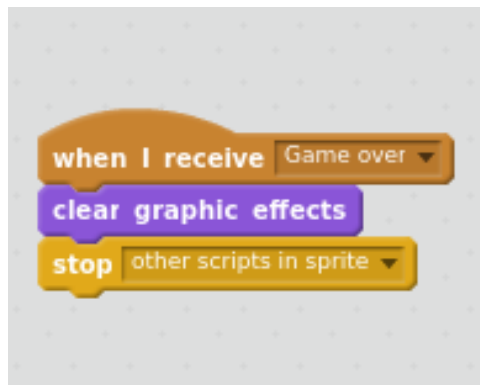 when I receive Game over
clear graphic effects
stop other scripts in sprite